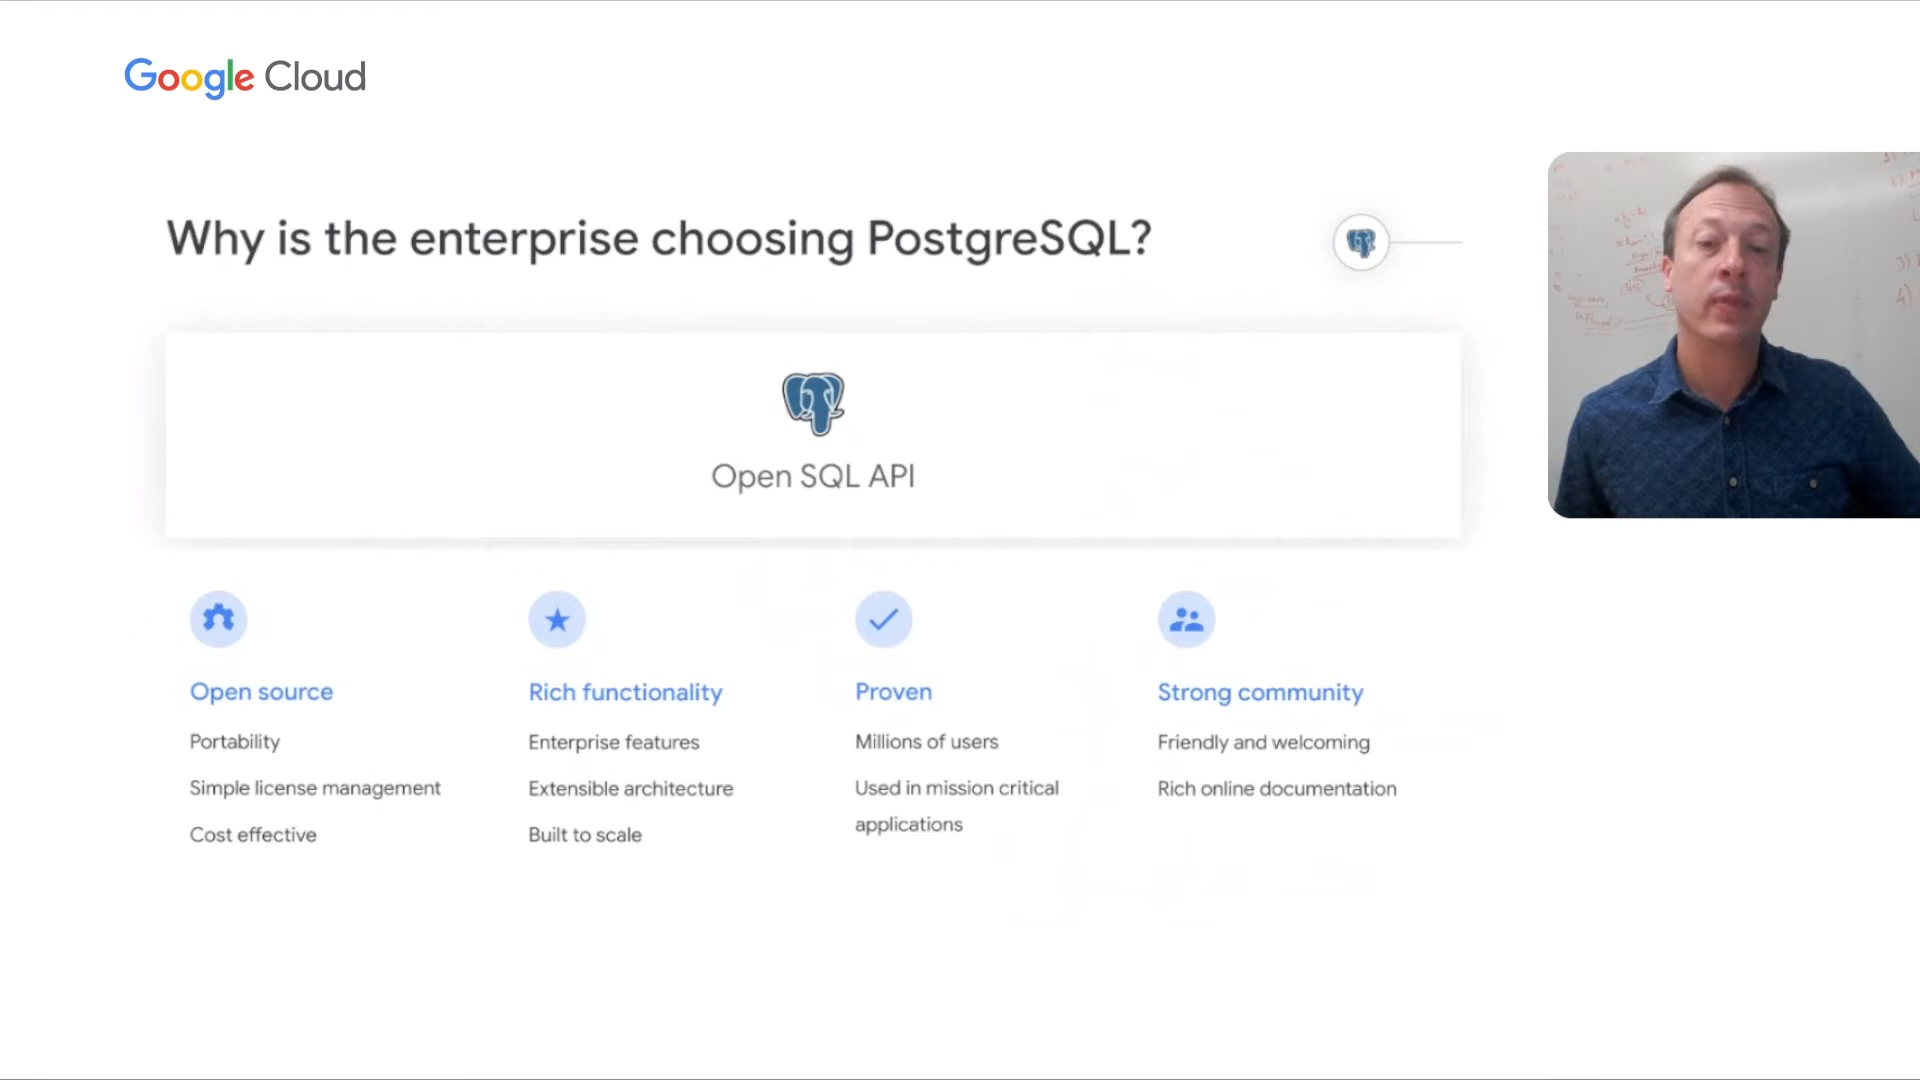 Google Cloud
Why is the enterprise choosing PostgreSQL?
Open SQL API
Open source
Portability
Simple license management
Cost effective
Rich functionality
Enterprise features
Extensible architecture
Built to scale
Proven
Millions of users
Used in mission critical
applications
Strong community
Friendly and welcoming
Rich online documentation